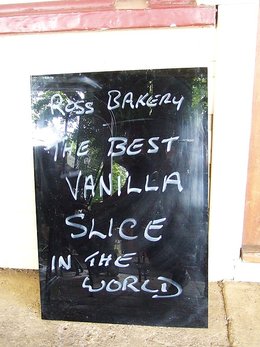 ROSS BAKERY
THE BEST
VANILLA
SLICE
IN THE
WORLD